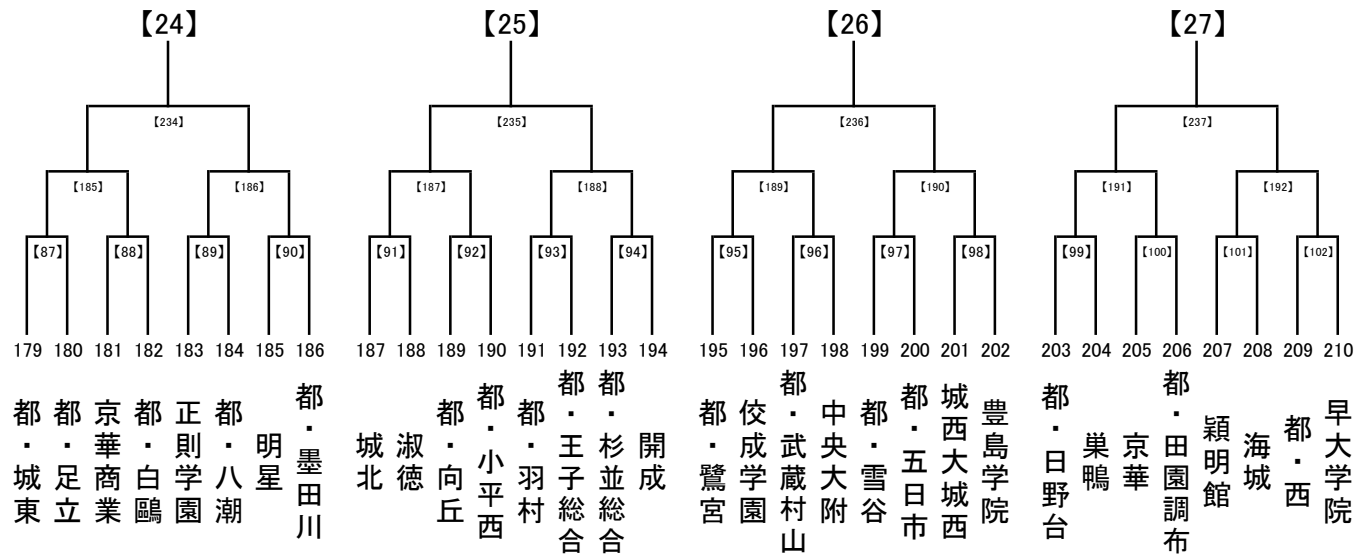 【24】 【25】 【26】 【27】
【234】 【235】 【236】 【237】
【185】 【186】 【187】 【188】 【189】 【190】 【191】 【192】
【87】 【88】 【89】 【90】 【91】 【92】 【93】 【94】 【95】 【96】 【97】 【98】 【99】 【100】 【101】 【102】
179 180 181 182 183 184 185 186 187 188 189 190 191 192 193 194 195 196 197 198 199 200 201 202 203 204 205 206 207 208 209 210
都・城東
都・足立
京華商業
都・白鷗
正則学園
都・八潮
明星
都・墨田川
城北
淑徳
都・向丘
都・小平西
都・羽村
都・王子総合
都・杉並総合
開成
都・鷺宮
佼成学園
都・武蔵村山
中央大附
都・雪谷
都・五日市
城西大城西
豊島学院
都・日野台
巣鴨
京華
都・田園調布
穎明館
海城
都・西
早大学院